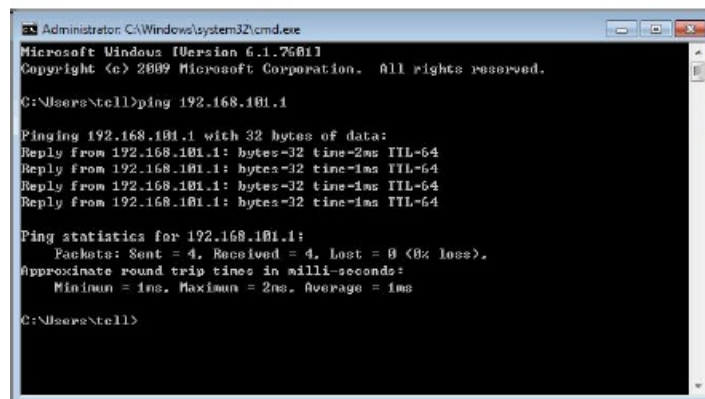 Administrator: C:\Windows\system32\cmd.exe
Microsoft Windows [Version 6.1.7601]
Copyright (c) 2009 Microsoft Corporation. All rights reserved.
C:\Users\tell>ping 192.168.101.1
Pinging 192.168.101.1 with 32 bytes of data:
Reply from 192.168.101.1: bytes=32 time=2ms TTL=64
Reply from 192.168.101.1: bytes=32 time=1ms TTL=64
Reply from 192.168.101.1: bytes=32 time=1ms TTL=64
Reply from 192.168.101.1: bytes=32 time=1ms TTL=64
Ping statistics for 192.168.101.1:
Packets: Sent = 4, Received = 4, Lost = 0 (0% loss),
Approximate round trip times in milli-seconds:
Minimum = 1ms, Maximum = 2ms, Average = 1ms
C:\Users\tell>